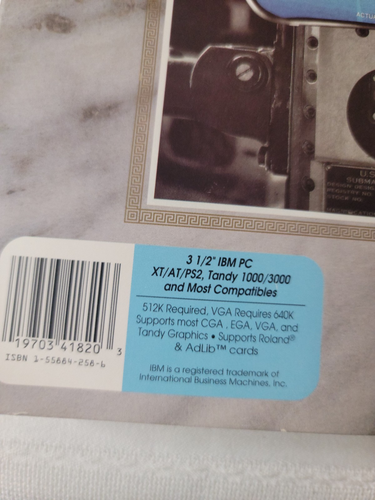 ACTU
U.S.
SUBMA
3 1/2" IBM PC
XT/AT/PS2, Tandy 1000/3000
and Most Compatibles
512K Required, VGA Requires 640K
Supports most CGA , EGA, VGA, and
Tandy Graphics • Supports Roland®
& AdLib™ cards
IBM is a registered trademark of
International Business Machines, Inc.
19703 41820 3
ISBN 1-55884-256-6